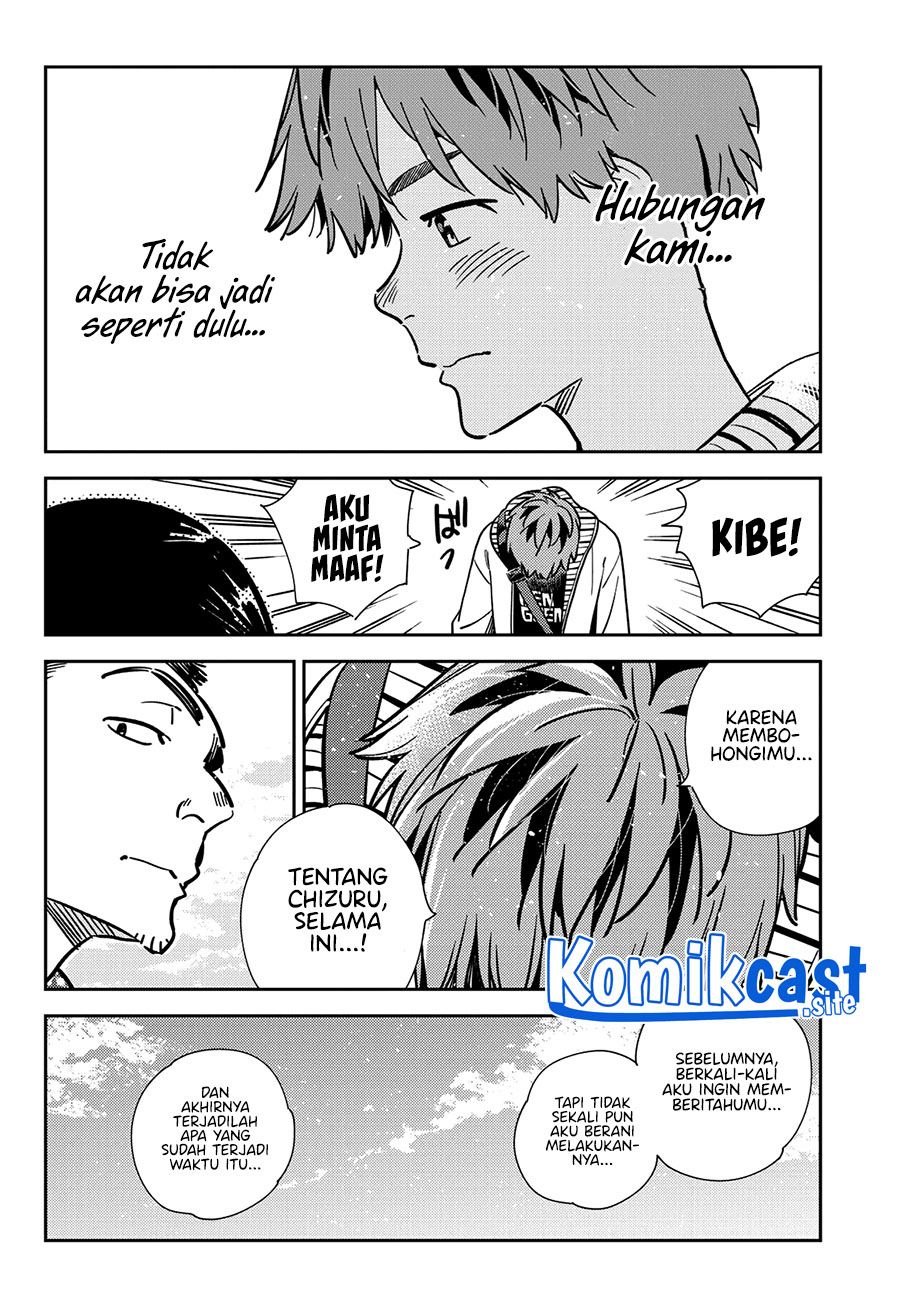 Hubungan
kami...
Tidak
akan bisa jadi
seperti dulu...
KIBE!
ばっ
AKU
MINTA
MAAF!
KARENA
MEMBO-
HONGIMU...
TENTANG
CHIZURU,
SELAMA
INI...!
Komikcast
.site
SEBELUMNYA,
BERKALI-KALI
AKU INGIN MEM-
BERITAHUMU...
TAPI TIDAK
SEKALI PUN
AKU BERANI
MELAKUKAN-
NYA...
DAN
AKHIRNYA
TERJADILAH
APA YANG
SUDAH TERJADI
WAKTU ITU...